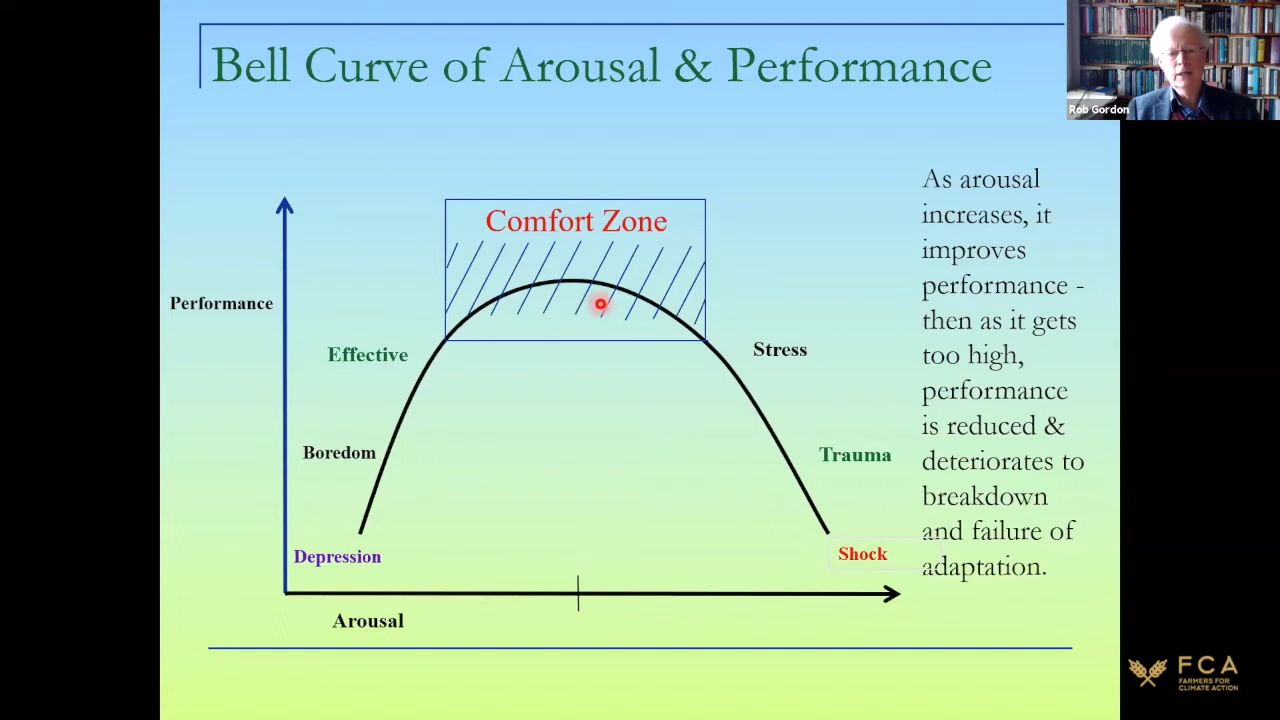 Bell Curve of Arousal & Performance
Rob Gordon
Comfort Zone
Performance
Effective
Boredom
Depression
Stress
Trauma
Shock
Arousal
As arousal
increases, it
improves
performance -
then as it gets
too high,
performance
is reduced &
deteriorates to
breakdown
and failure of
adaptation.
FCA
FARMERS FOR
CLIMATE ACTION